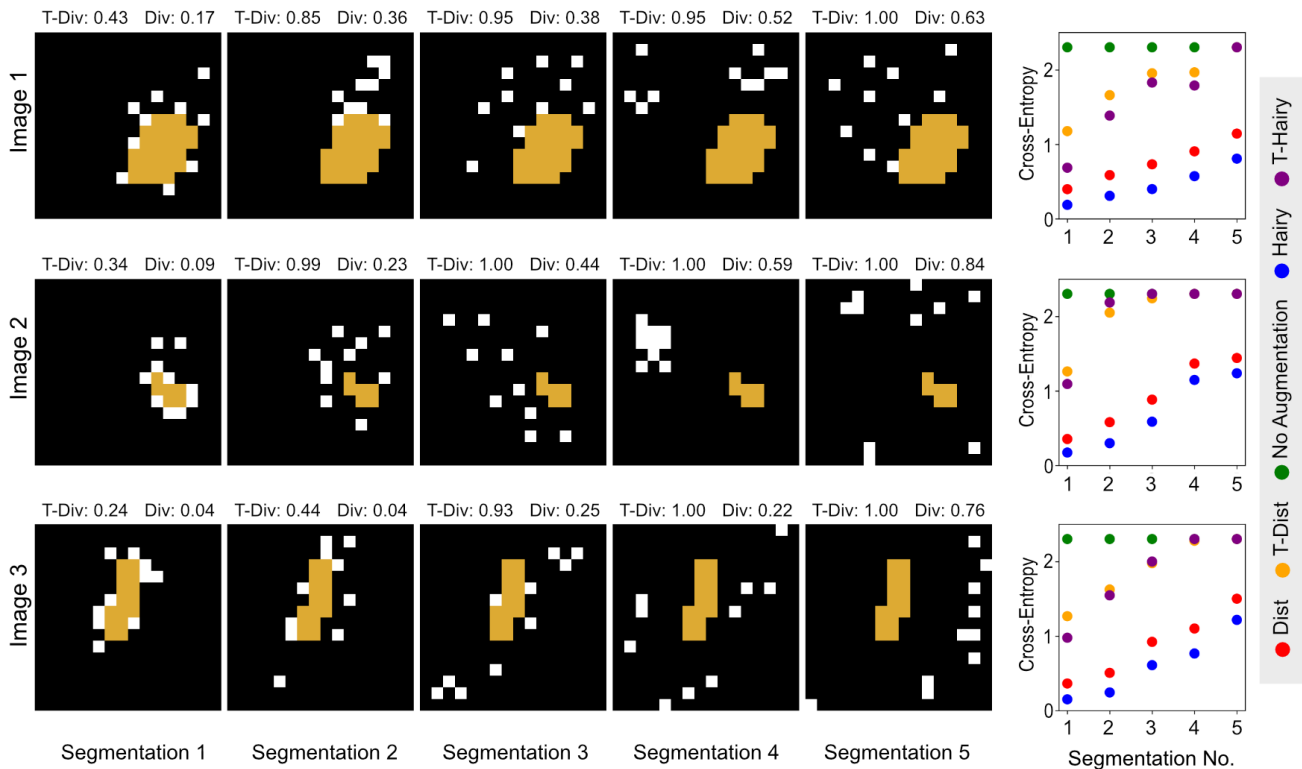 T-Div: 0.43 Div: 0.17 T-Div: 0.85 Div: 0.36 T-Div: 0.95 Div: 0.38 T-Div: 0.95 Div: 0.52 T-Div: 1.00 Div: 0.63
Image 1
Cross-Entropy
2
1
0
1 2 3 4 5
T-Div: 0.34 Div: 0.09 T-Div: 0.99 Div: 0.23 T-Div: 1.00 Div: 0.44 T-Div: 1.00 Div: 0.59 T-Div: 1.00 Div: 0.84
Image 2
Cross-Entropy
2
1
0
1 2 3 4 5
T-Div: 0.24 Div: 0.04 T-Div: 0.44 Div: 0.04 T-Div: 0.93 Div: 0.25 T-Div: 1.00 Div: 0.22 T-Div: 1.00 Div: 0.76
Image 3
Cross-Entropy
2
1
0
1 2 3 4 5
Segmentation 1 Segmentation 2 Segmentation 3 Segmentation 4 Segmentation 5 Segmentation No.
Dist T-Dist No Augmentation Hairy T-Hairy